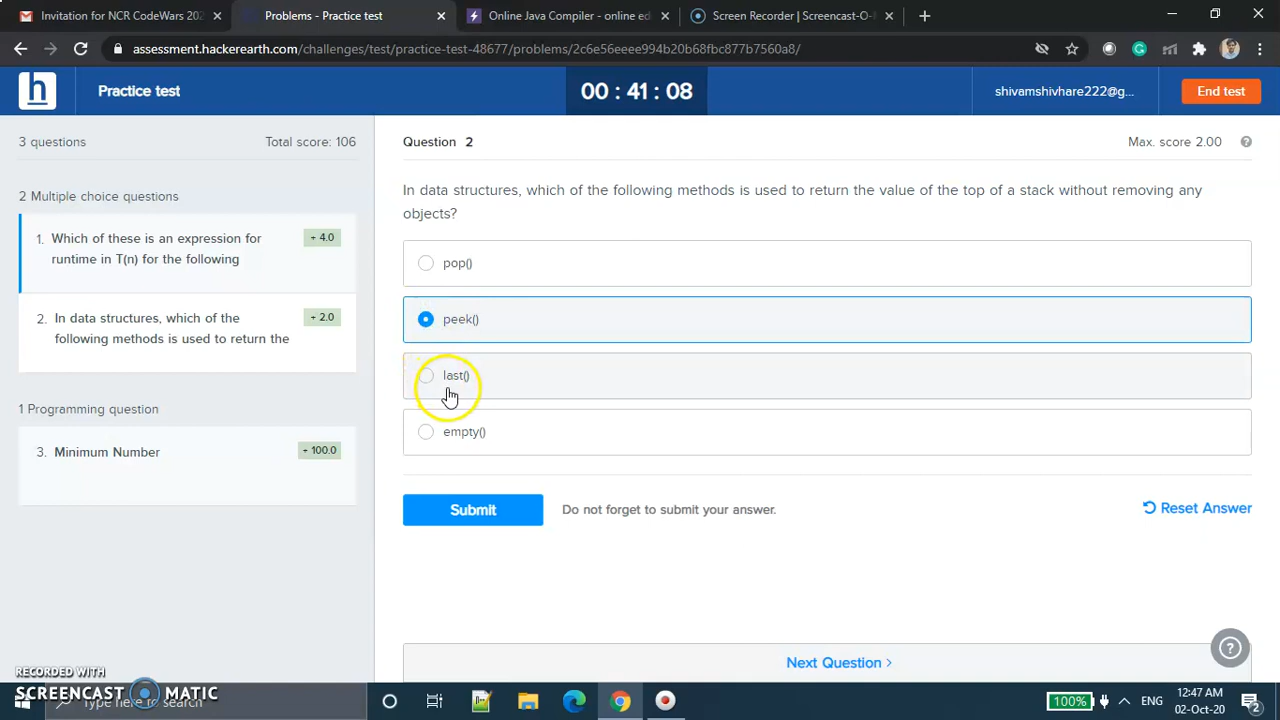 Invitation for NCR CodeWars 202
Problems - Practice test
Online Java Compiler - online ed
Screen Recorder | Screencast-O-M
assessment.hackerearth.com/challenges/test/practice-test-48677/problems/2c6e56eeee994b20b68fbc877b7560a8/
h
Practice test
00 : 41 : 08
shivamshivhare222@g...
End test
3 questions
Total score: 106
2 Multiple choice questions
1. Which of these is an expression for + 4.0
runtime in T(n) for the following
2. In data structures, which of the + 2.0
following methods is used to return the
1 Programming question
3. Minimum Number + 100.0
Question 2
Max. score 2.00
In data structures, which of the following methods is used to return the value of the top of a stack without removing any
objects?
pop()
peek()
last()
empty()
Submit
Do not forget to submit your answer.
Reset Answer
Next Question >
RECORDED WITH
SCREENCAST MATIC
Type here to search
100%
ENG
12:47 AM
02-Oct-20
2